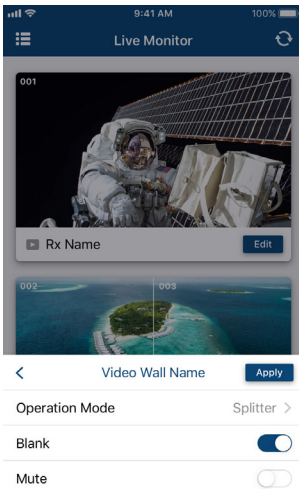 9:41 AM 100%
Live Monitor
001
Rx Name Edit
002 003
Video Wall Name Apply
Operation Mode Splitter
Blank
Mute